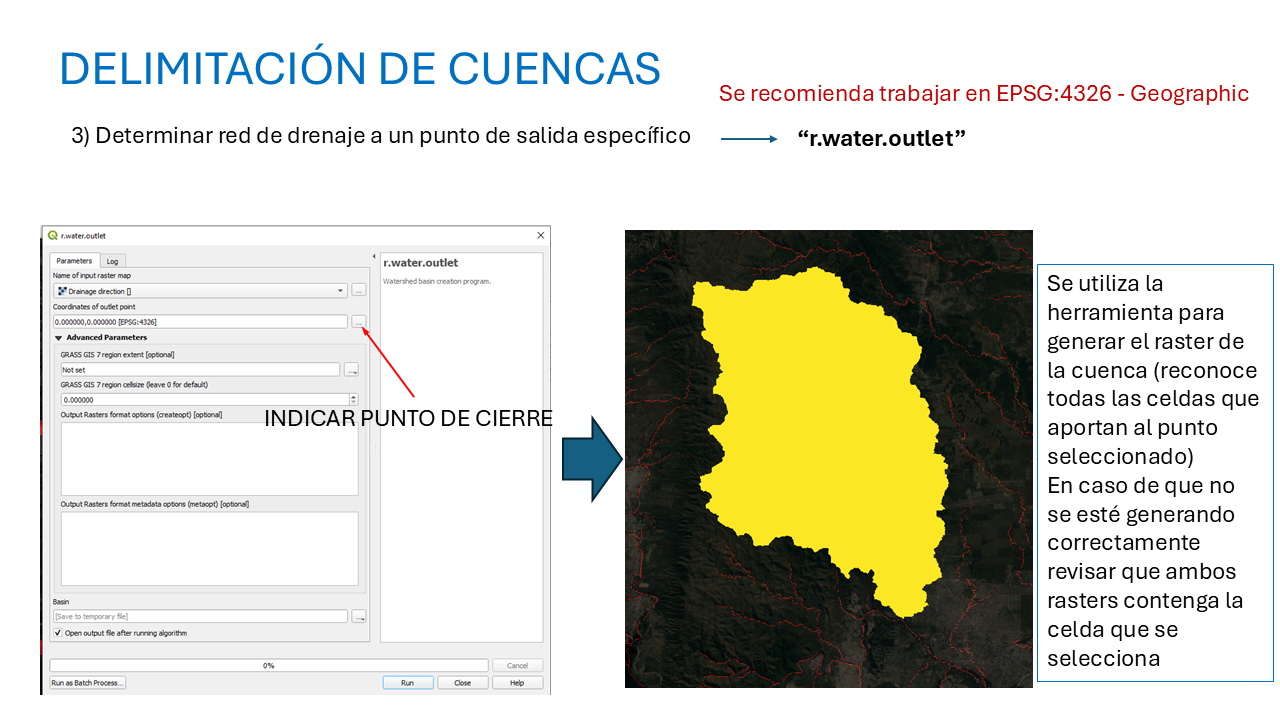 DELIMITACIÓN DE CUENCAS
Se recomienda trabajar en EPSG:4326 - Geographic
3) Determinar red de drenaje a un punto de salida específico
“r.water.outlet”
r.water.outlet
Parameters
Log
Name of input raster map
Drainage direction []
...
Coordinates of outlet point
0.000000,0.000000 [EPSG:4326]
...
Advanced Parameters
GRASS GIS 7 region extent [optional]
Not set
...
GRASS GIS 7 region cellsize (leave 0 for default)
0.000000
Output Rasters format options (createopt) [optional]
Output Rasters format metadata options (metaopt) [optional]
Basin
[Save to temporary file]
...
Open output file after running algorithm
0%
Cancel
Run as Batch Process...
Run
Close
Help
r.water.outlet
Watershed basin creation program.
INDICAR PUNTO DE CIERRE
Se utiliza la
herramienta para
generar el raster de
la cuenca (reconoce
todas las celdas que
aportan al punto
seleccionado)
En caso de que no
se esté generando
correctamente
revisar que ambos
rasters contenga la
celda que se
selecciona